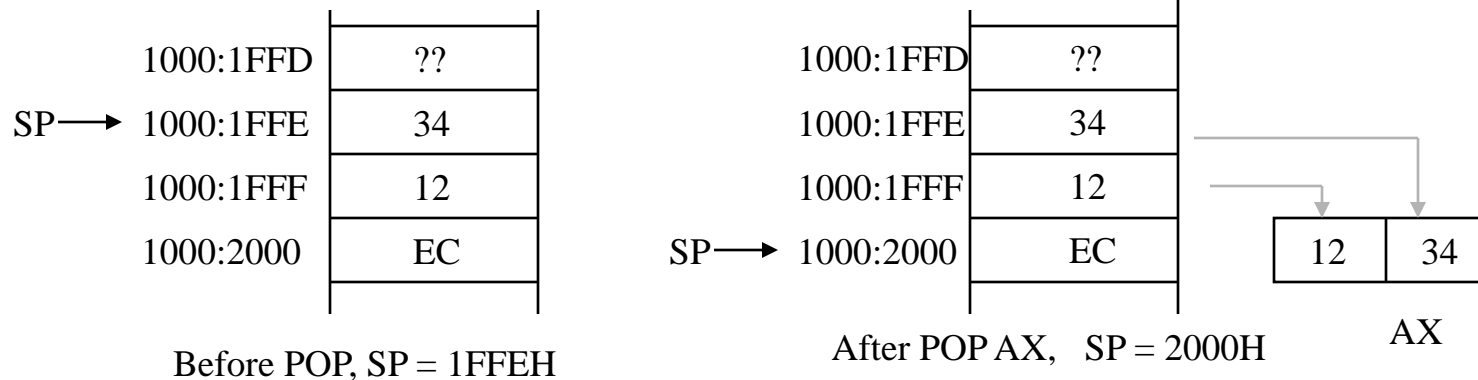 1000:1FFD ??
SP 1000:1FFE 34
1000:1FFF 12
1000:2000 EC
Before POP, SP = 1FFEH
1000:1FFD ??
1000:1FFE 34
1000:1FFF 12
SP 1000:2000 EC
12 34
AX
After POP AX, SP = 2000H